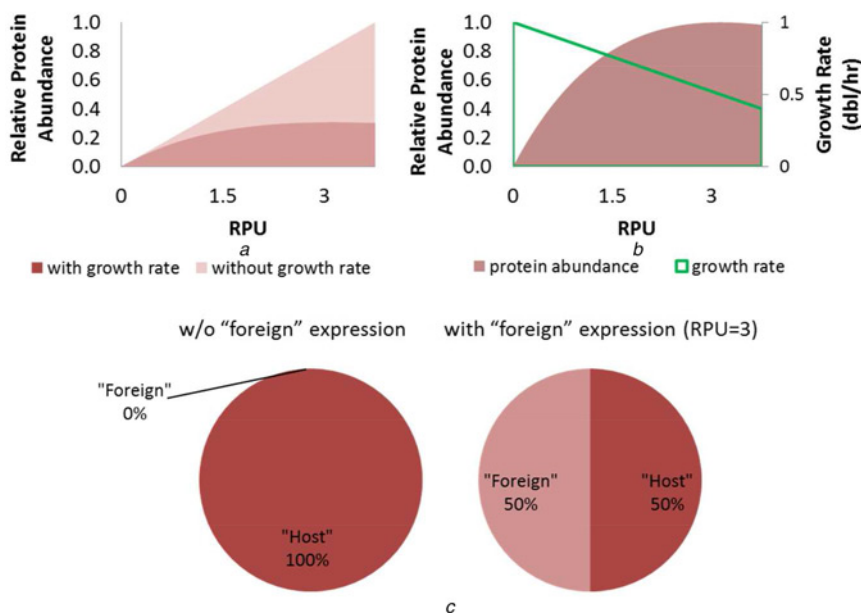 Relative Protein
Abundance
1.0
0.8
0.6
0.4
0.2
0.0
0
1.5
3
RPU
a
with growth rate
without growth rate
Relative Protein
Abundance
1.0
0.8
0.6
0.4
0.2
0.0
1
0.5
0
Growth Rate
(dbl/hr)
0
1.5
3
RPU
b
protein abundance
growth rate
w/o "foreign" expression
"Foreign"
0%
"Host"
100%
with "foreign" expression (RPU=3)
"Foreign"
50%
"Host"
50%
c